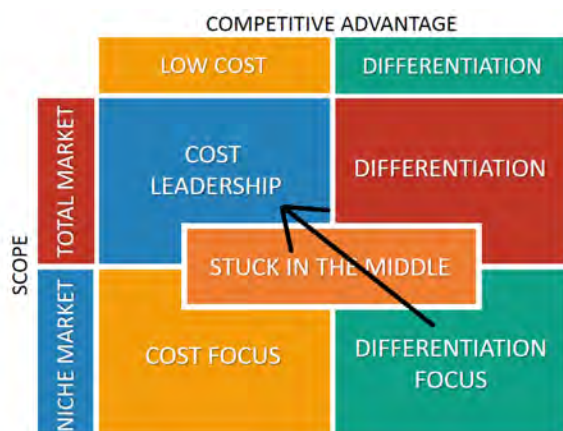 COMPETITIVE ADVANTAGE
LOW COST
DIFFERENTIATION
SCOPE
TOTAL MARKET
COST
LEADERSHIP
DIFFERENTIATION
STUCK IN THE MIDDLE
NICHE MARKET
COST FOCUS
DIFFERENTIATION
FOCUS